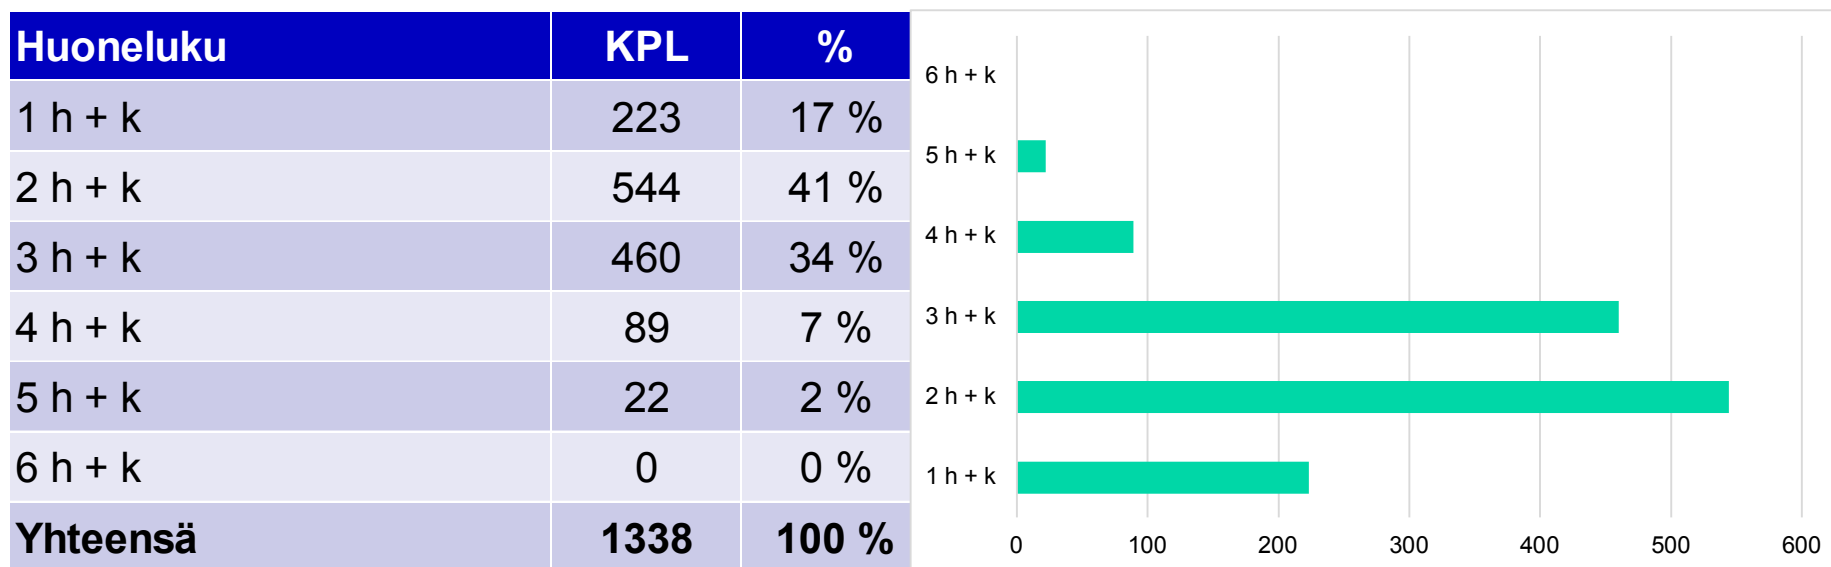 Huoneluku KPL %
1 h + k 223 17 %
2 h + k 544 41 %
3 h + k 460 34 %
4 h + k 89 7 %
5 h + k 22 2 %
6 h + k 0 0 %
Yhteensä 1338 100 %
6 h + k
5 h + k
4 h + k
3 h + k
2 h + k
1 h + k
0 100 200 300 400 500 600